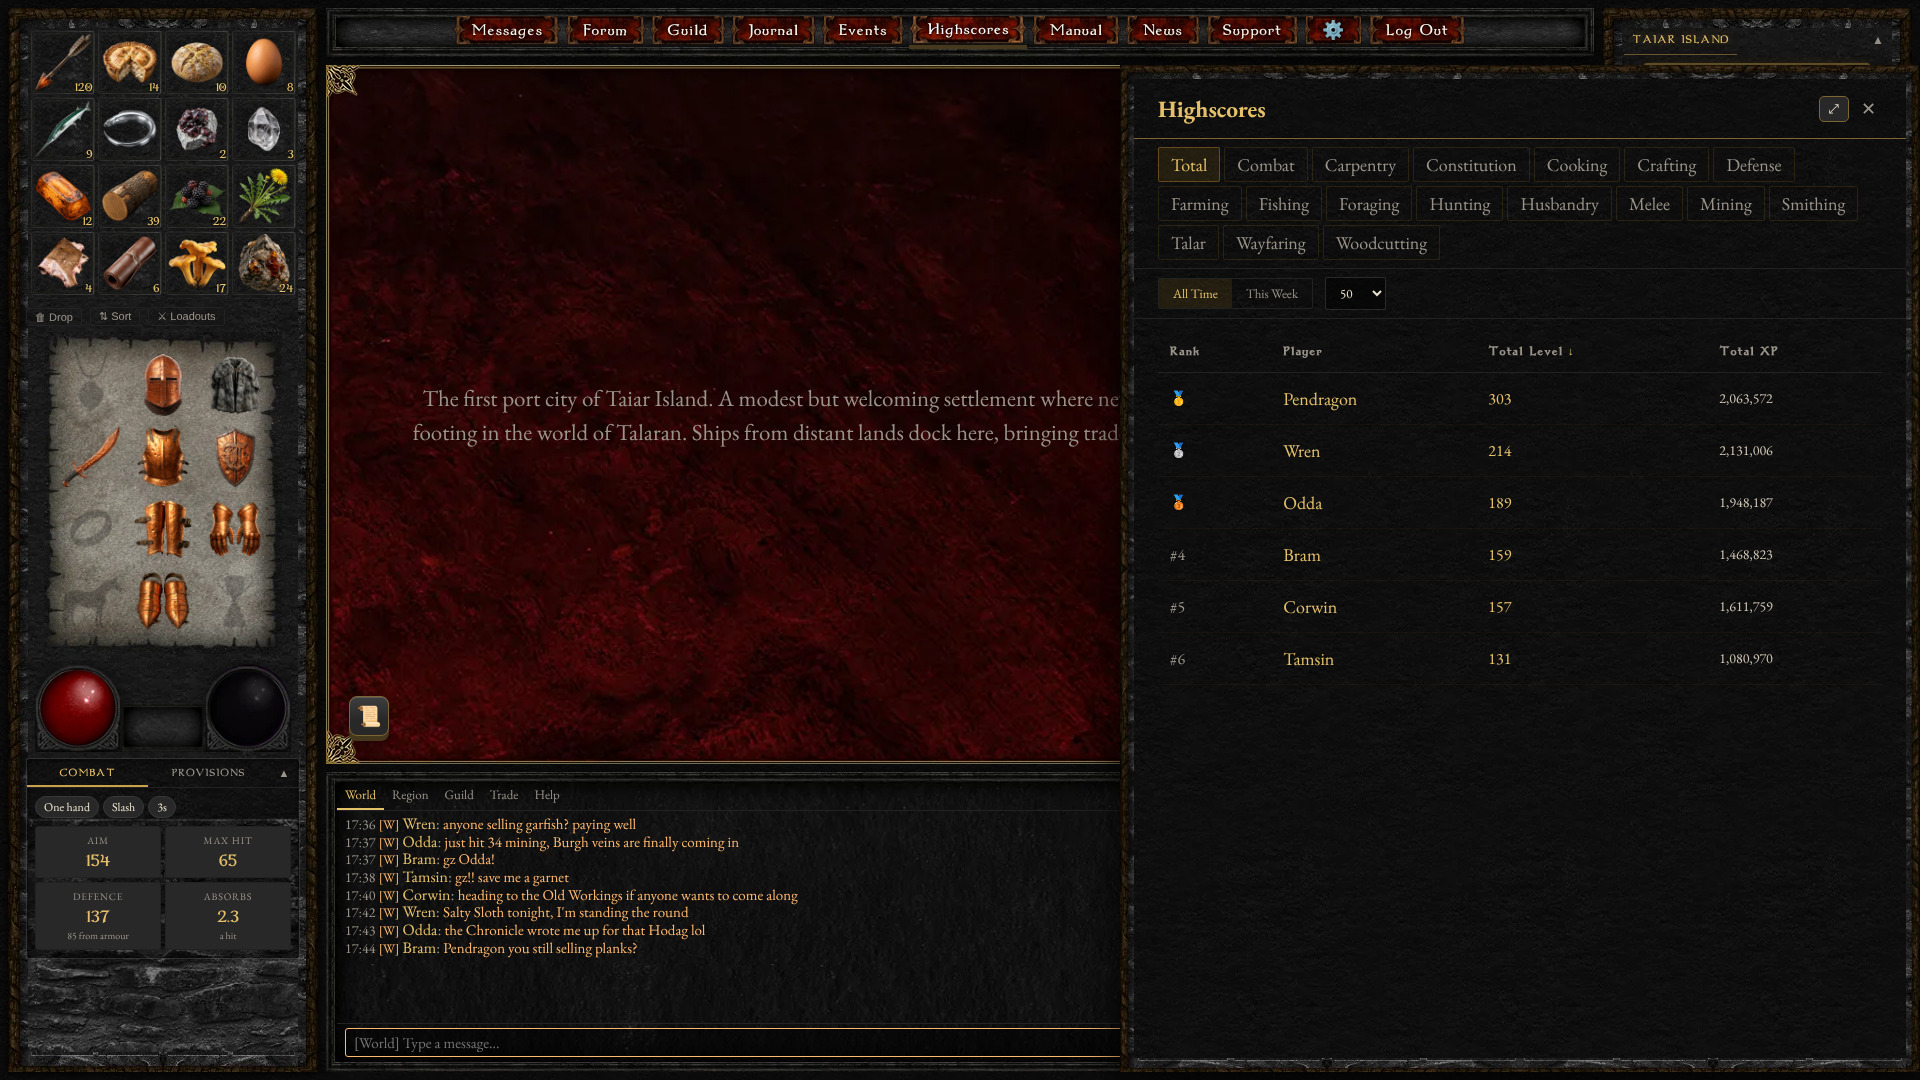 Messages Forum Guild Journal Events Highscores Manual News Support Log Out
TAIAR ISLAND
120 14 10 8
9 2 3
12 39 22
4 6 17 24
Drop Sort Loadouts
COMBAT PROVISIONS
One hand Slash 3s
AIM MAX HIT
154 65
DEFENCE ABSORBS
137 2.3
85 from armour a hit
The first port city of Taiar Island. A modest but welcoming settlement where ne
footing in the world of Talaran. Ships from distant lands dock here, bringing trad
World Region Guild Trade Help
17:36 [W] Wren: anyone selling garfish? paying well
17:37 [W] Odda: just hit 34 mining, Burgh veins are finally coming in
17:37 [W] Bram: gz Odda!
17:38 [W] Tamsin: gz!! save me a garnet
17:40 [W] Corwin: heading to the Old Workings if anyone wants to come along
17:42 [W] Wren: Salty Sloth tonight, I'm standing the round
17:43 [W] Odda: the Chronicle wrote me up for that Hodag lol
17:44 [W] Bram: Pendragon you still selling planks?
[World] Type a message...
Highscores
Total Combat Carpentry Constitution Cooking Crafting Defense
Farming Fishing Foraging Hunting Husbandry Melee Mining Smithing
Talar Wayfaring Woodcutting
All Time This Week 50
Rank Player Total Level ↓ Total XP
Pendragon 303 2,063,572
Wren 214 2,131,006
Odda 189 1,948,187
#4 Bram 159 1,468,823
#5 Corwin 157 1,611,759
#6 Tamsin 131 1,080,970